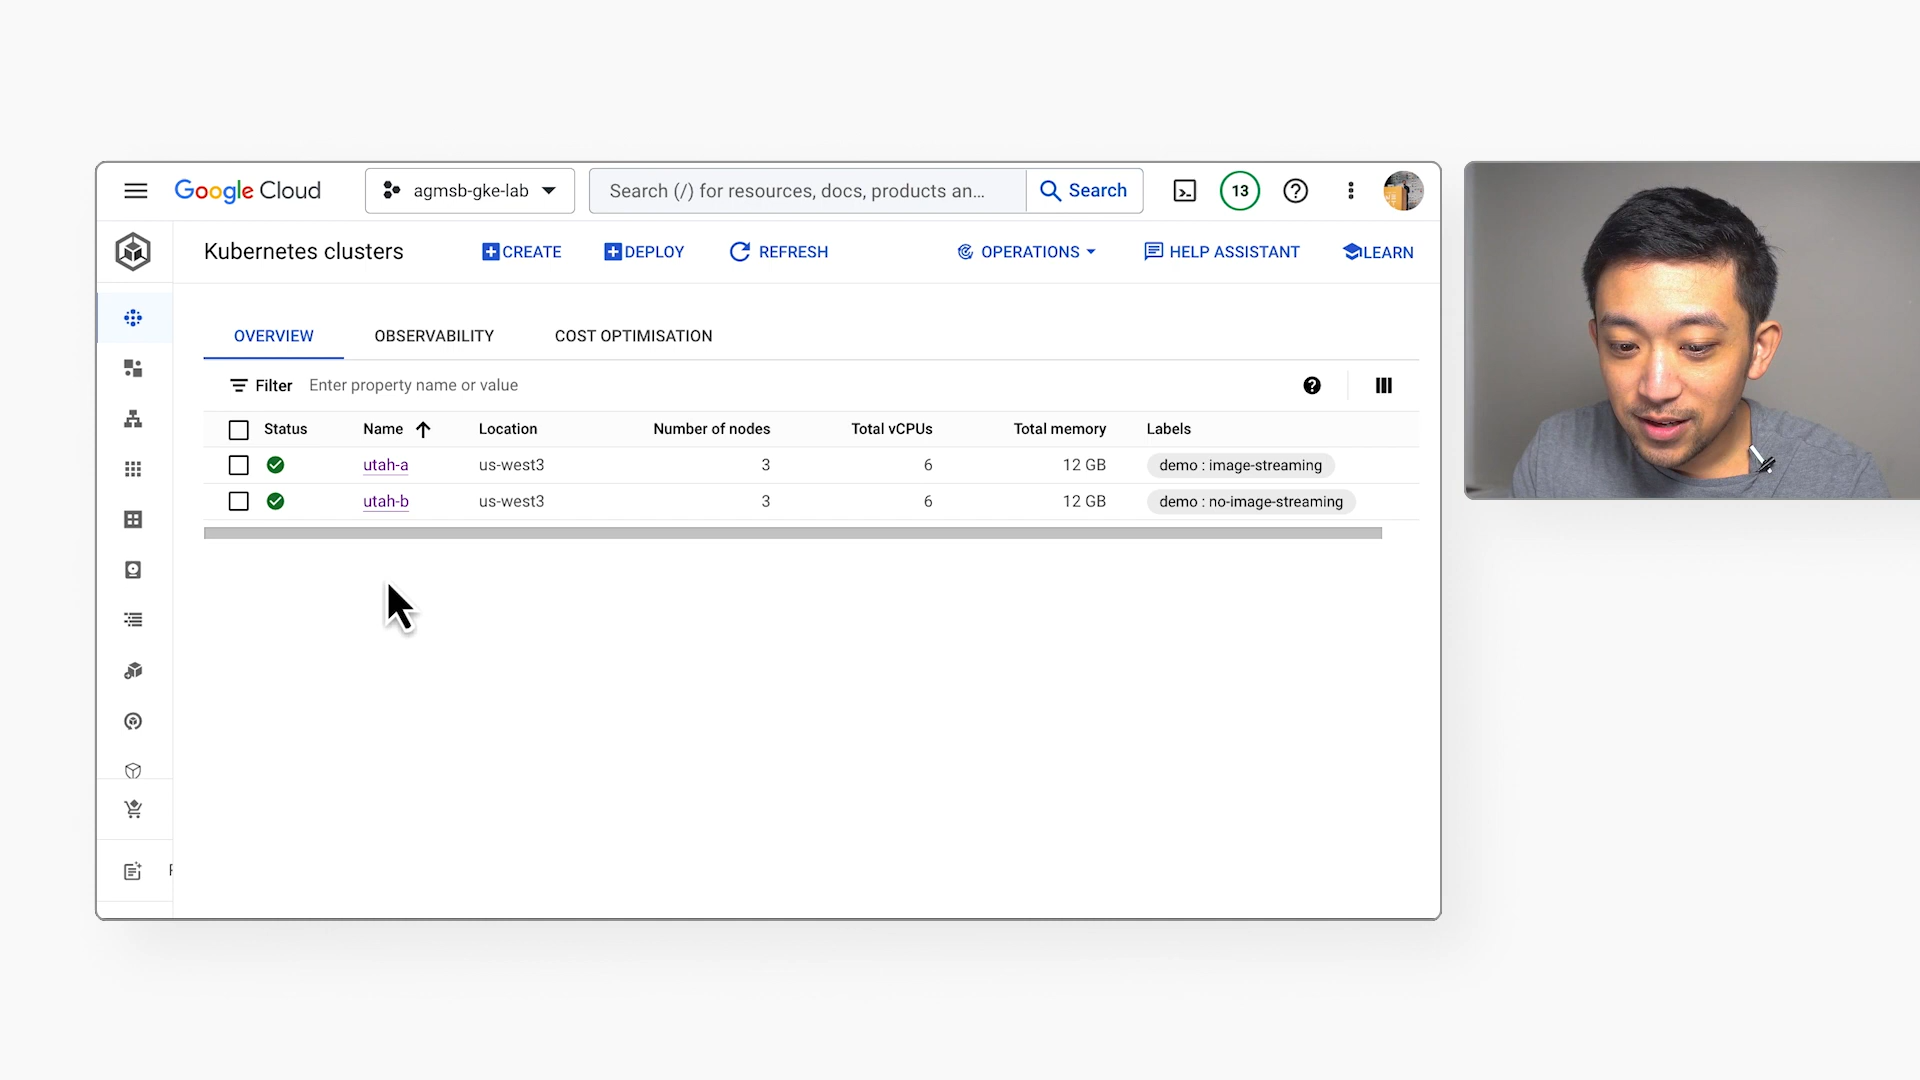 Google Cloud
agmsb-gke-lab
Search (/) for resources, docs, products an...
Search
13
Kubernetes clusters
CREATE
DEPLOY
REFRESH
OPERATIONS
HELP ASSISTANT
LEARN
OVERVIEW
OBSERVABILITY
COST OPTIMISATION
Filter Enter property name or value
Status Name Location Number of nodes Total vCPUs Total memory Labels
utah-a us-west3 3 6 12 GB demo : image-streaming
utah-b us-west3 3 6 12 GB demo : no-image-streaming